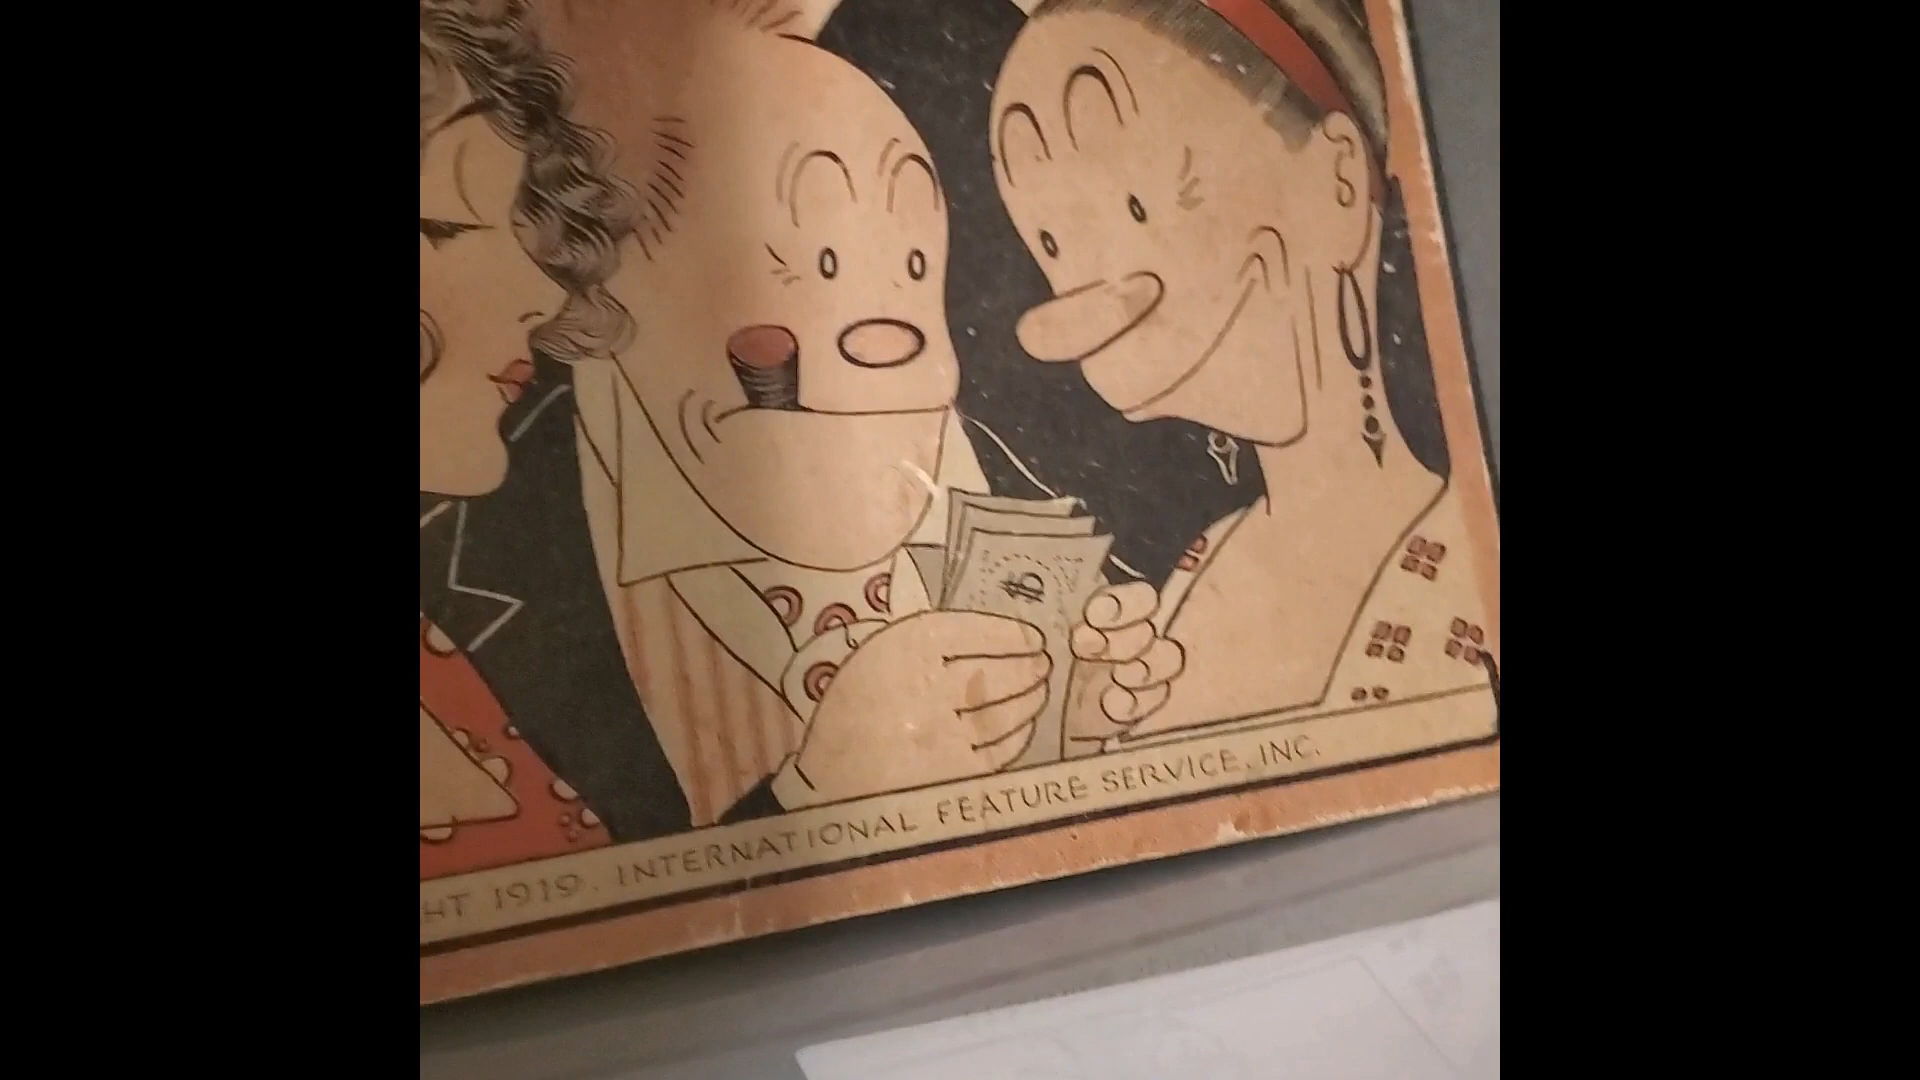 $
HT 1919. INTERNATIONAL FEATURE SERVICE, INC.